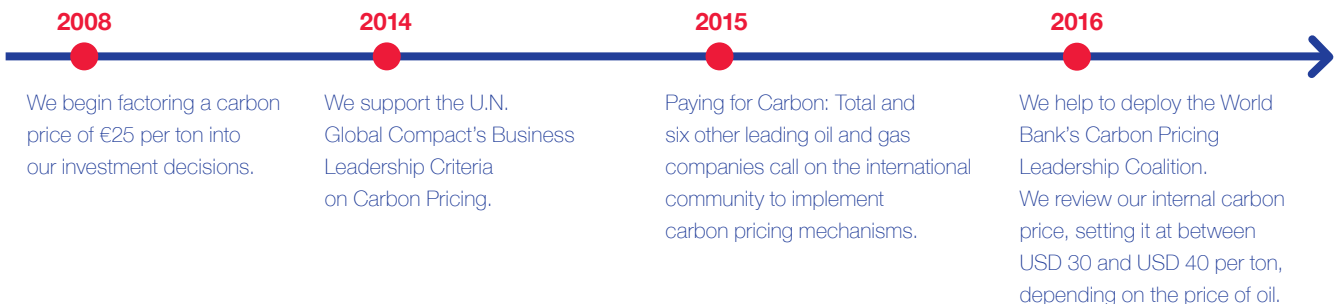 2008
We begin factoring a carbon
price of €25 per ton into
our investment decisions.
2014
We support the U.N.
Global Compact's Business
Leadership Criteria
on Carbon Pricing.
2015
Paying for Carbon: Total and
six other leading oil and gas
companies call on the international
community to implement
carbon pricing mechanisms.
2016
We help to deploy the World
Bank's Carbon Pricing
Leadership Coalition.
We review our internal carbon
price, setting it at between
USD 30 and USD 40 per ton,
depending on the price of oil.